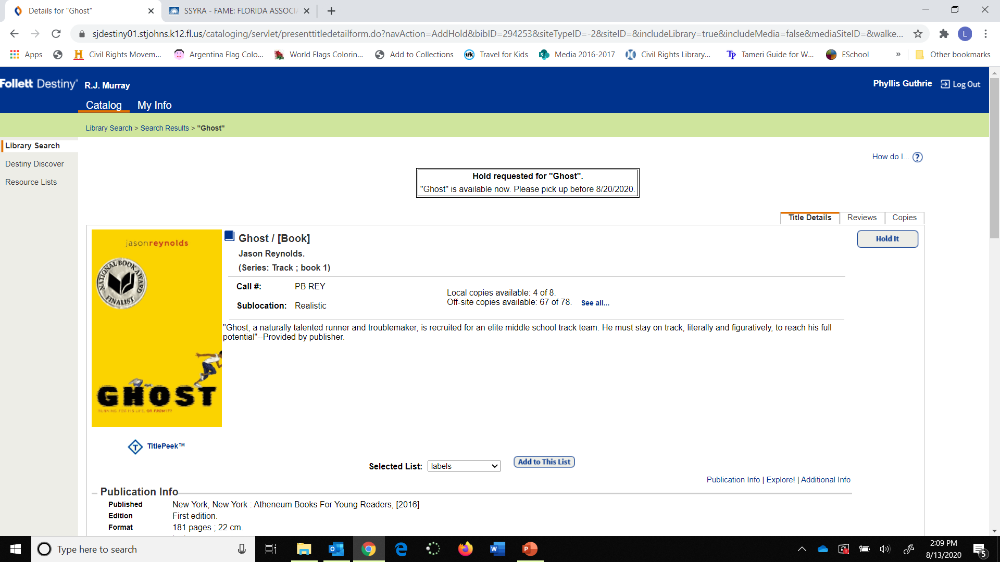 Details for "Ghost"
SSYRA - FAME: FLORIDA ASSOCI
sjdestiny01.stjohns.k12.fl.us/cataloging/servlet/presenttitledetailform.do?navAction=AddHold&bibID=294253&siteTypeID=-2&siteID=&includeLibrary=true&includeMedia=false&mediaSiteID=&walke...
L
Apps
Civil Rights Movem...
Argentina Flag Colo...
World Flags Colorin...
Add to Collections
Travel for Kids
Media 2016-2017
Civil Rights Library...
Tameri Guide for W...
ESchool
»
Other bookmarks
Follett Destiny R.J. Murray
Phyllis Guthrie Log Out
Catalog My Info
Library Search > Search Results > "Ghost"
Library Search
Destiny Discover
Resource Lists
How do I... ?
Hold requested for "Ghost".
"Ghost" is available now. Please pick up before 8/20/2020.
Title Details Reviews Copies
jasonreynolds
NATIONAL BOOK AWARD
FINALIST
GHOST
RUNNING FOR HIS LIFE, OR FROM IT?
Ghost / [Book]
Hold It
Jason Reynolds.
(Series: Track ; book 1)
Call #: PB REY
Sublocation: Realistic
Local copies available: 4 of 8.
Off-site copies available: 67 of 78. See all...
"Ghost, a naturally talented runner and troublemaker, is recruited for an elite middle school track team. He must stay on track, literally and figuratively, to reach his full
potential"--Provided by publisher.
T TitlePeek™
Selected List: labels Add to This List
Publication Info | Explore! | Additional Info
Publication Info
Published New York, New York : Atheneum Books For Young Readers, [2016]
Edition First edition.
Format 181 pages ; 22 cm.
Type here to search
2:09 PM
8/13/2020
5